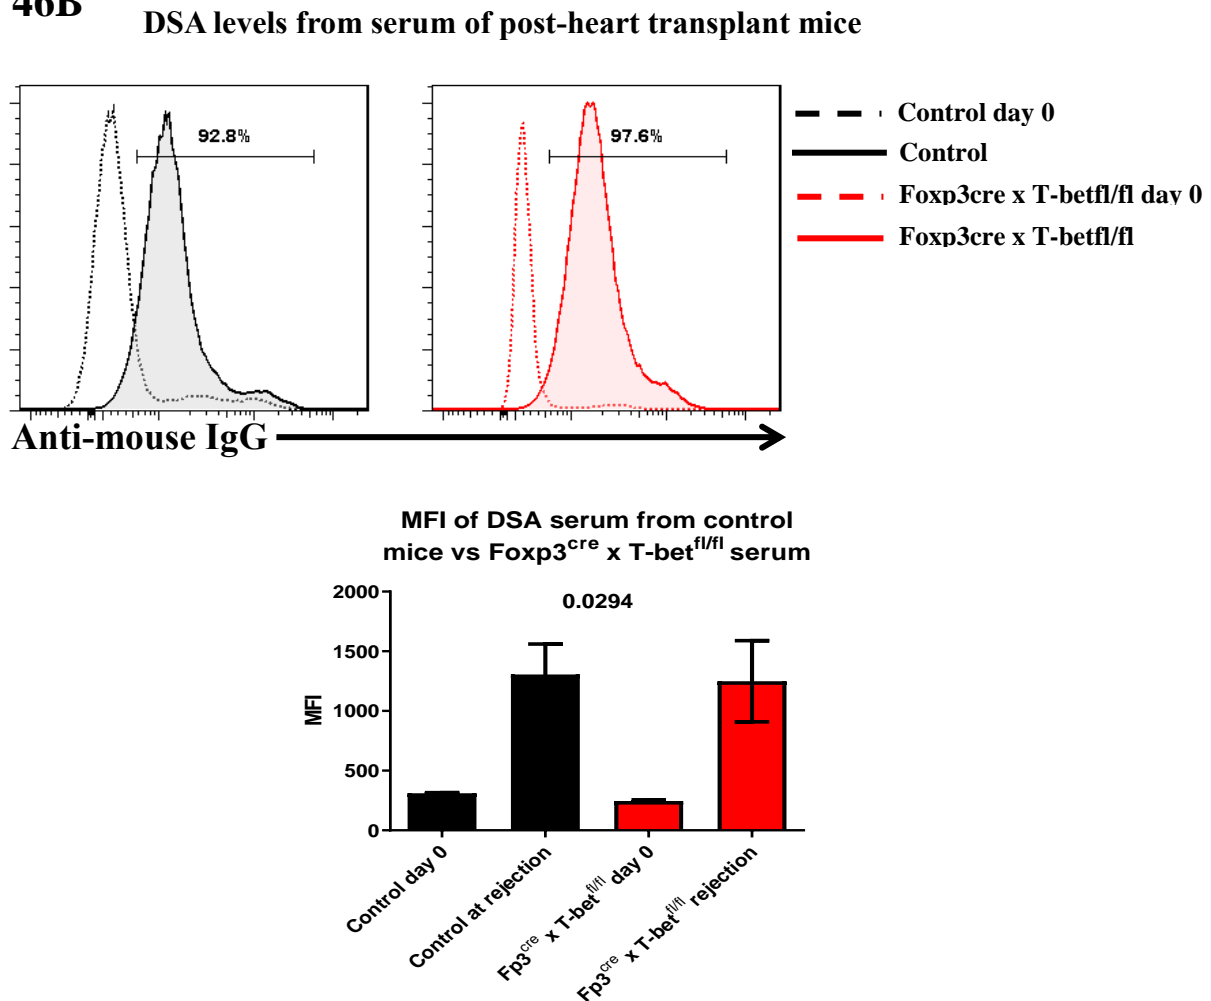 46B
DSA levels from serum of post-heart transplant mice
92.8%
97.6%
Control day 0
Control
Foxp3cre x T-betfl/fl day 0
Foxp3cre x T-betfl/fl
Anti-mouse IgG
MFI of DSA serum from control
mice vs Foxp3cre x T-betfl/fl serum
0.0294
2000
1500
1000
500
0
MFI
Control day 0
Control at rejection
Fp3cre x T-betfl/fl day 0
Fp3cre x T-betfl/fl rejection